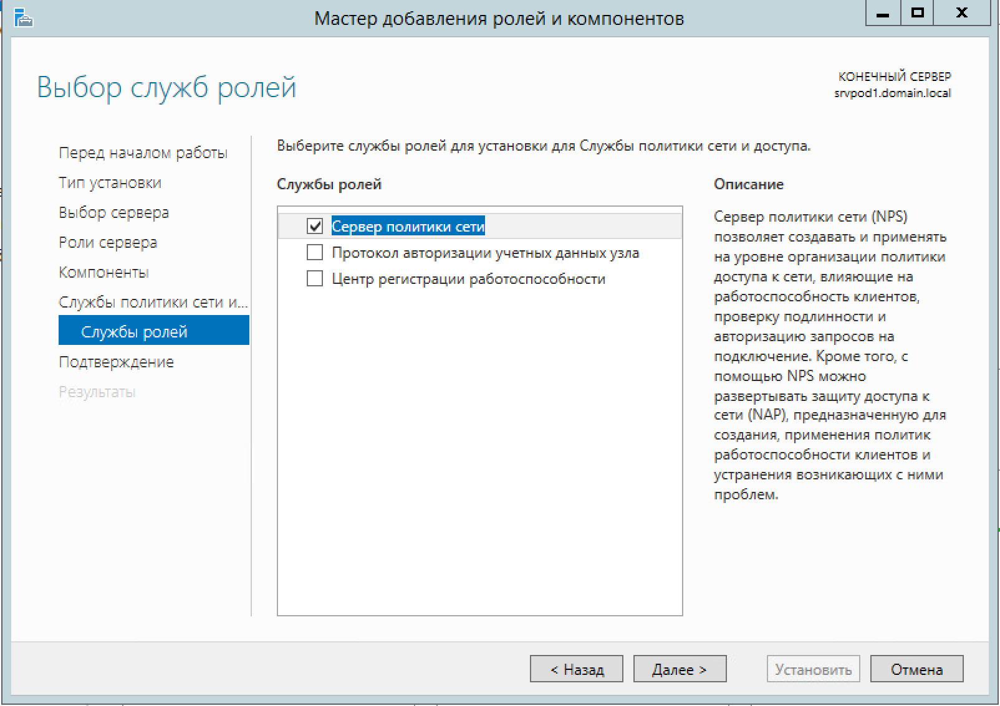 Мастер добавления ролей и компонентов
Выбор служб ролей
КОНЕЧНЫЙ СЕРВЕР
srvpod1.domain.local
Перед началом работы
Тип установки
Выбор сервера
Роли сервера
Компоненты
Службы политики сети и...
Службы ролей
Подтверждение
Результаты
Выберите службы ролей для установки для Службы политики сети и доступа.
Службы ролей
Сервер политики сети
Протокол авторизации учетных данных узла
Центр регистрации работоспособности
Описание
Сервер политики сети (NPS)
позволяет создавать и применять
на уровне организации политики
доступа к сети, влияющие на
работоспособность клиентов,
проверку подлинности и
авторизацию запросов на
подключение. Кроме того, с
помощью NPS можно
развертывать защиту доступа к
сети (NAP), предназначенную для
создания, применения политик
работоспособности клиентов и
устранения возникающих с ними
проблем.
< Назад
Далее >
Установить
Отмена